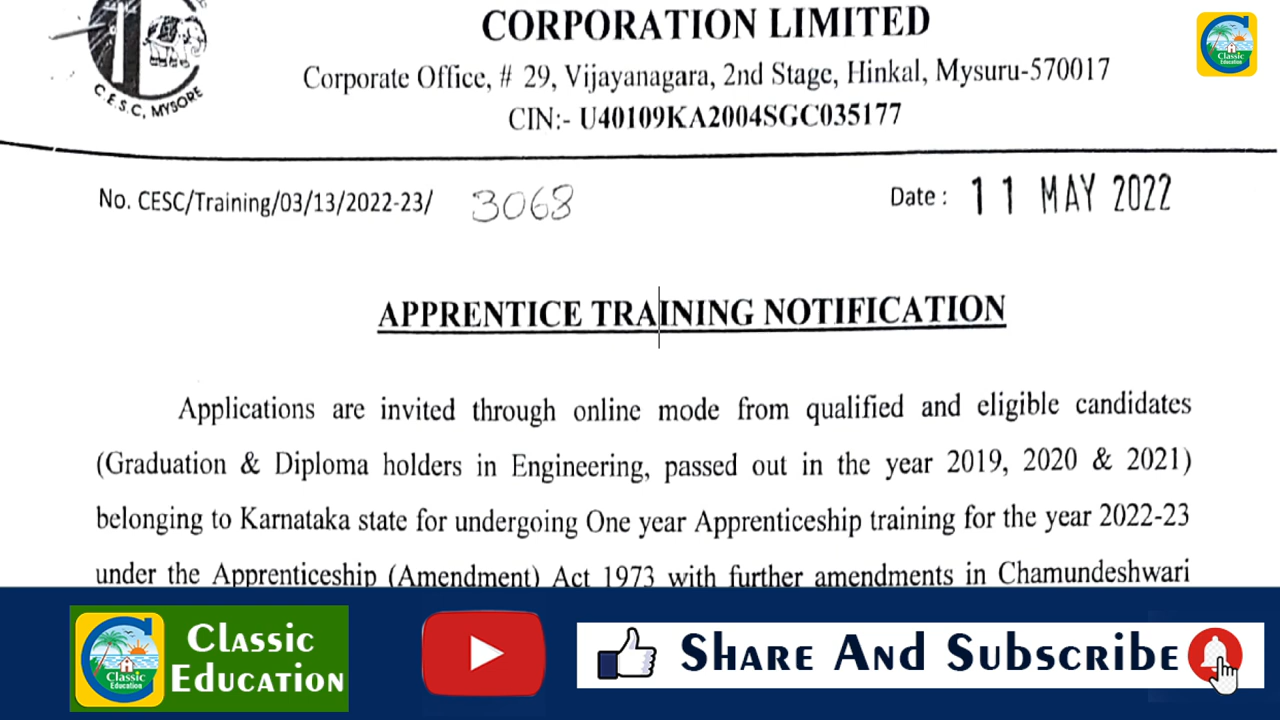 CORPORATION LIMITED
Corporate Office, # 29, Vijayanagara, 2nd Stage, Hinkal, Mysuru-570017
CIN:- U40109KA2004SGC035177
C.E.S.C, MYSORE
Classic
Education
No. CESC/Training/03/13/2022-23/ 3068
Date : 11 MAY 2022
APPRENTICE TRAINING NOTIFICATION
Applications are invited through online mode from qualified and eligible candidates
(Graduation & Diploma holders in Engineering, passed out in the year 2019, 2020 & 2021)
belonging to Karnataka state for undergoing One year Apprenticeship training for the year 2022-23
under the Apprenticeship (Amendment) Act 1973 with further amendments in Chamundeshwari
Classic
Education
Classic
Education
Share And Subscribe